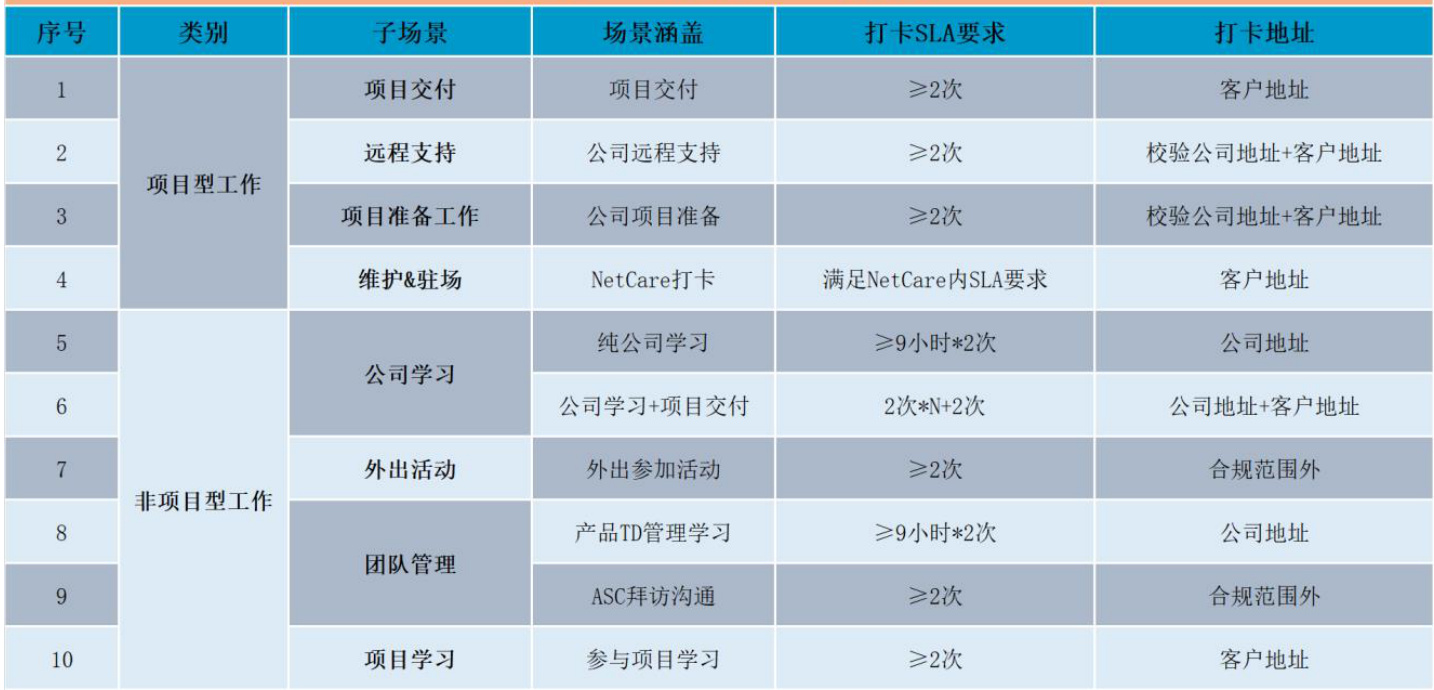 序号 类别 子场景 场景涵盖 打卡SLA要求 打卡地址
1 项目交付 项目交付 ≥2次 客户地址
2 远程支持 公司远程支持 ≥2次 校验公司地址+客户地址
项目型工作
3 项目准备工作 公司项目准备 ≥2次 校验公司地址+客户地址
4 维护&驻场 NetCare打卡 满足NetCare内SLA要求 客户地址
5 纯公司学习 ≥9小时*2次 公司地址
公司学习
6 公司学习+项目交付 2次*N+2次 公司地址+客户地址
7 外出活动 外出参加活动 ≥2次 合规范围外
非项目型工作
8 产品TD管理学习 ≥9小时*2次 公司地址
团队管理
9 ASC拜访沟通 ≥2次 合规范围外
10 项目学习 参与项目学习 ≥2次 客户地址